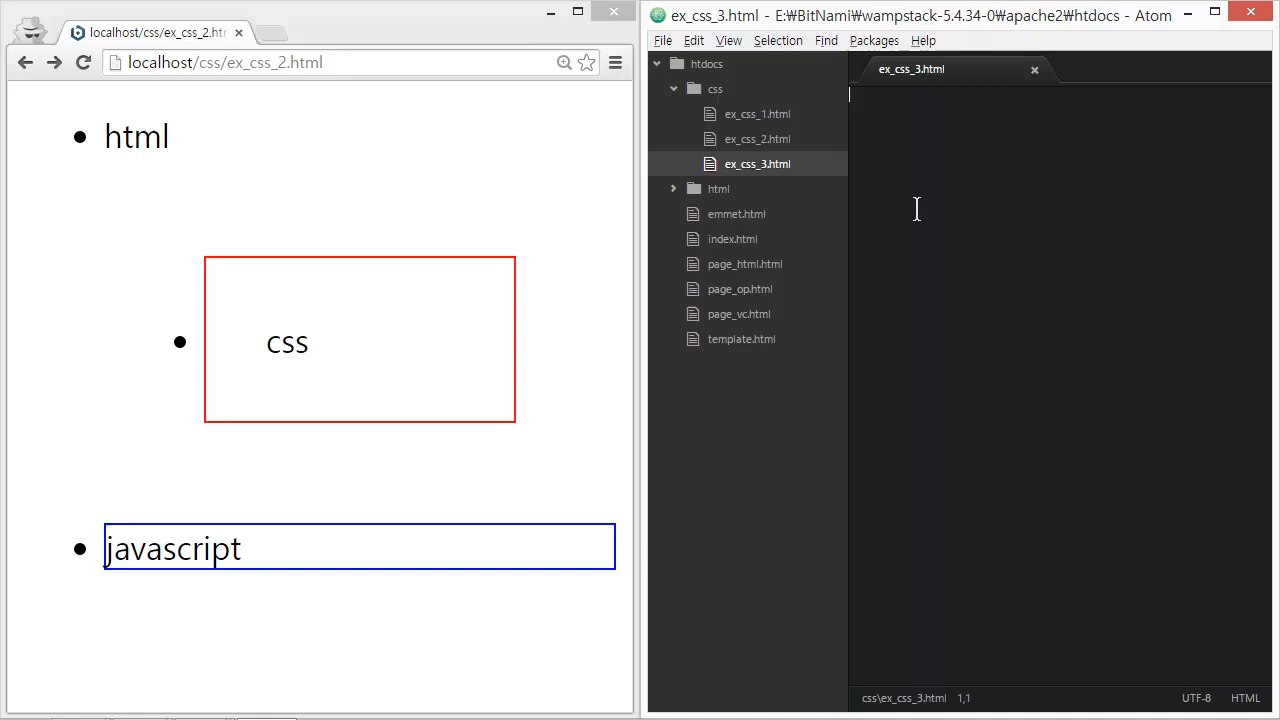 localhost/css/ex_css_2.htm
localhost/css/ex_css_2.html
html
css
javascript
ex_css_3.html - E:₩BitNami₩wampstack-5.4.34-0₩apache2₩htdocs - Atom
File Edit View Selection Find Packages Help
htdocs
css
ex_css_1.html
ex_css_2.html
ex_css_3.html
html
emmet.html
index.html
page_html.html
page_op.html
page_vc.html
template.html
ex_css_3.html
css\ex_css_3.html 1,1 UTF-8 HTML